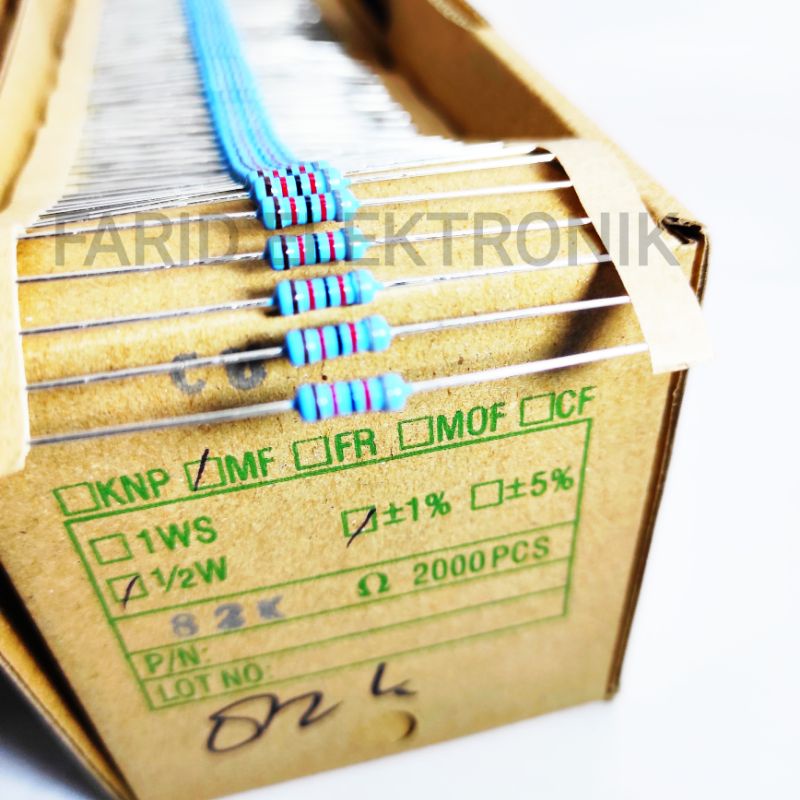 FARID ELEKTRONIK
□KNP ☑MF □FR □MOF □CF
□1WS ☑±1% □±5%
☑1/2W
82K Ω 2000PCS
P/N:
LOT NO:
82k